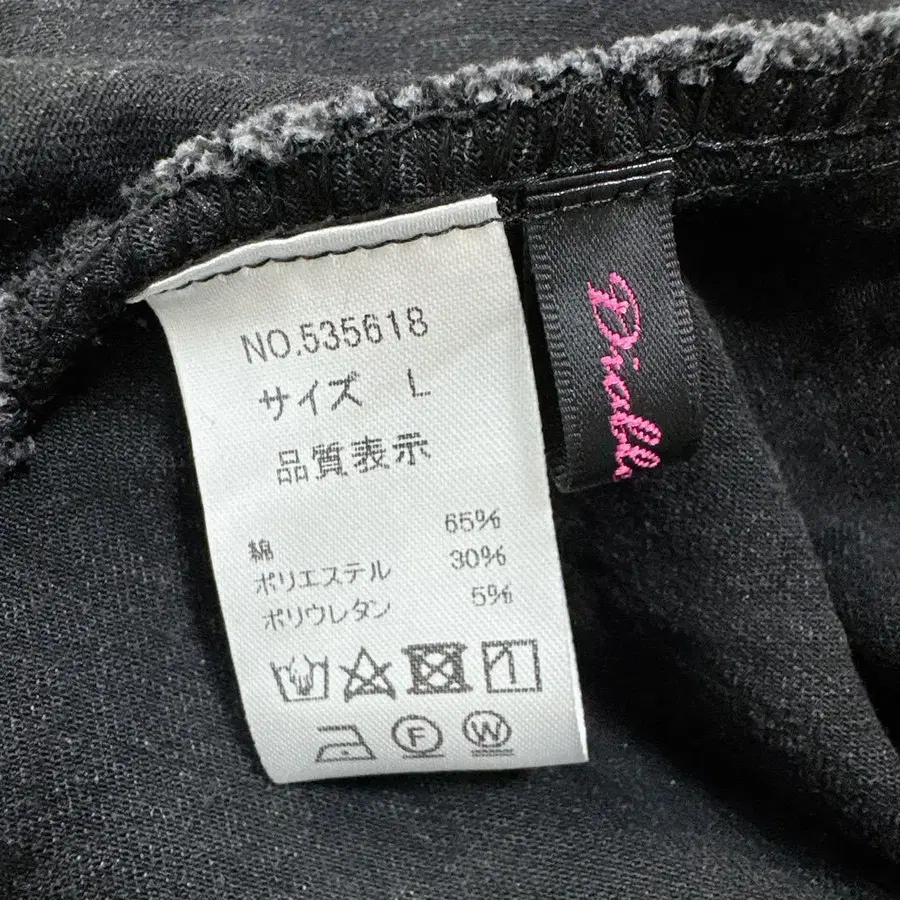 NO.535618
サイズ L
品質表示
綿 65%
ポリエステル 30%
ポリウレタン 5%
1
F W